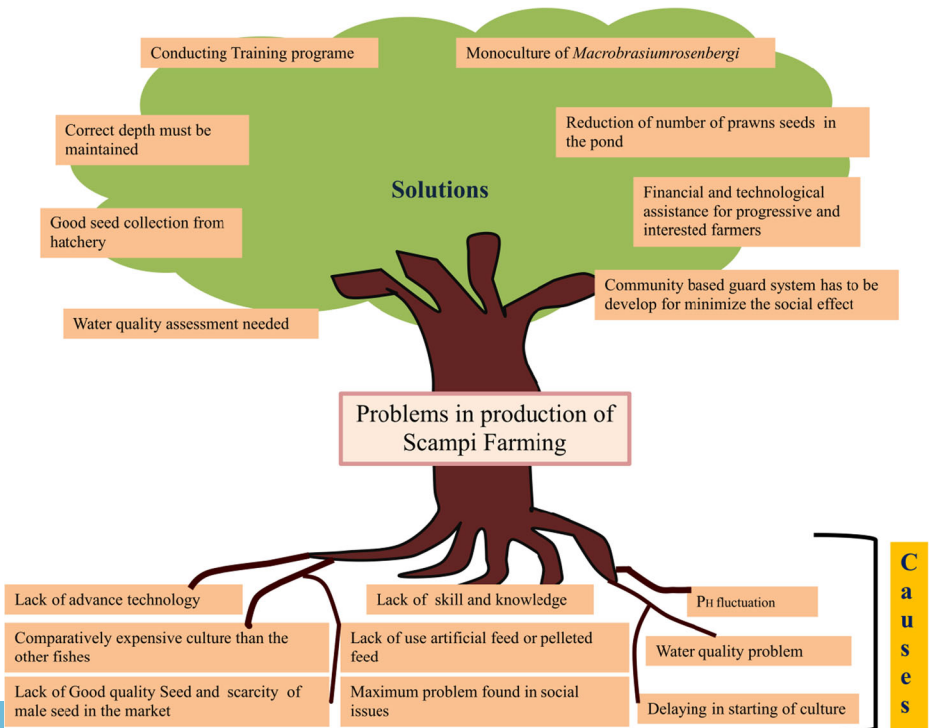 Conducting Training programe
Monoculture of Macrobrasiumrosenbergi
Correct depth must be
maintained
Reduction of number of prawns seeds in
the pond
Solutions
Financial and technological
assistance for progressive and
interested farmers
Good seed collection from
hatchery
Community based guard system has to be
develop for minimize the social effect
Water quality assessment needed
Problems in production of
Scampi Farming
Lack of advance technology
Lack of skill and knowledge
PH fluctuation
Comparatively expensive culture than the
other fishes
Lack of use artificial feed or pelleted
feed
Water quality problem
Lack of Good quality Seed and scarcity of
male seed in the market
Maximum problem found in social
issues
Delaying in starting of culture
Causes